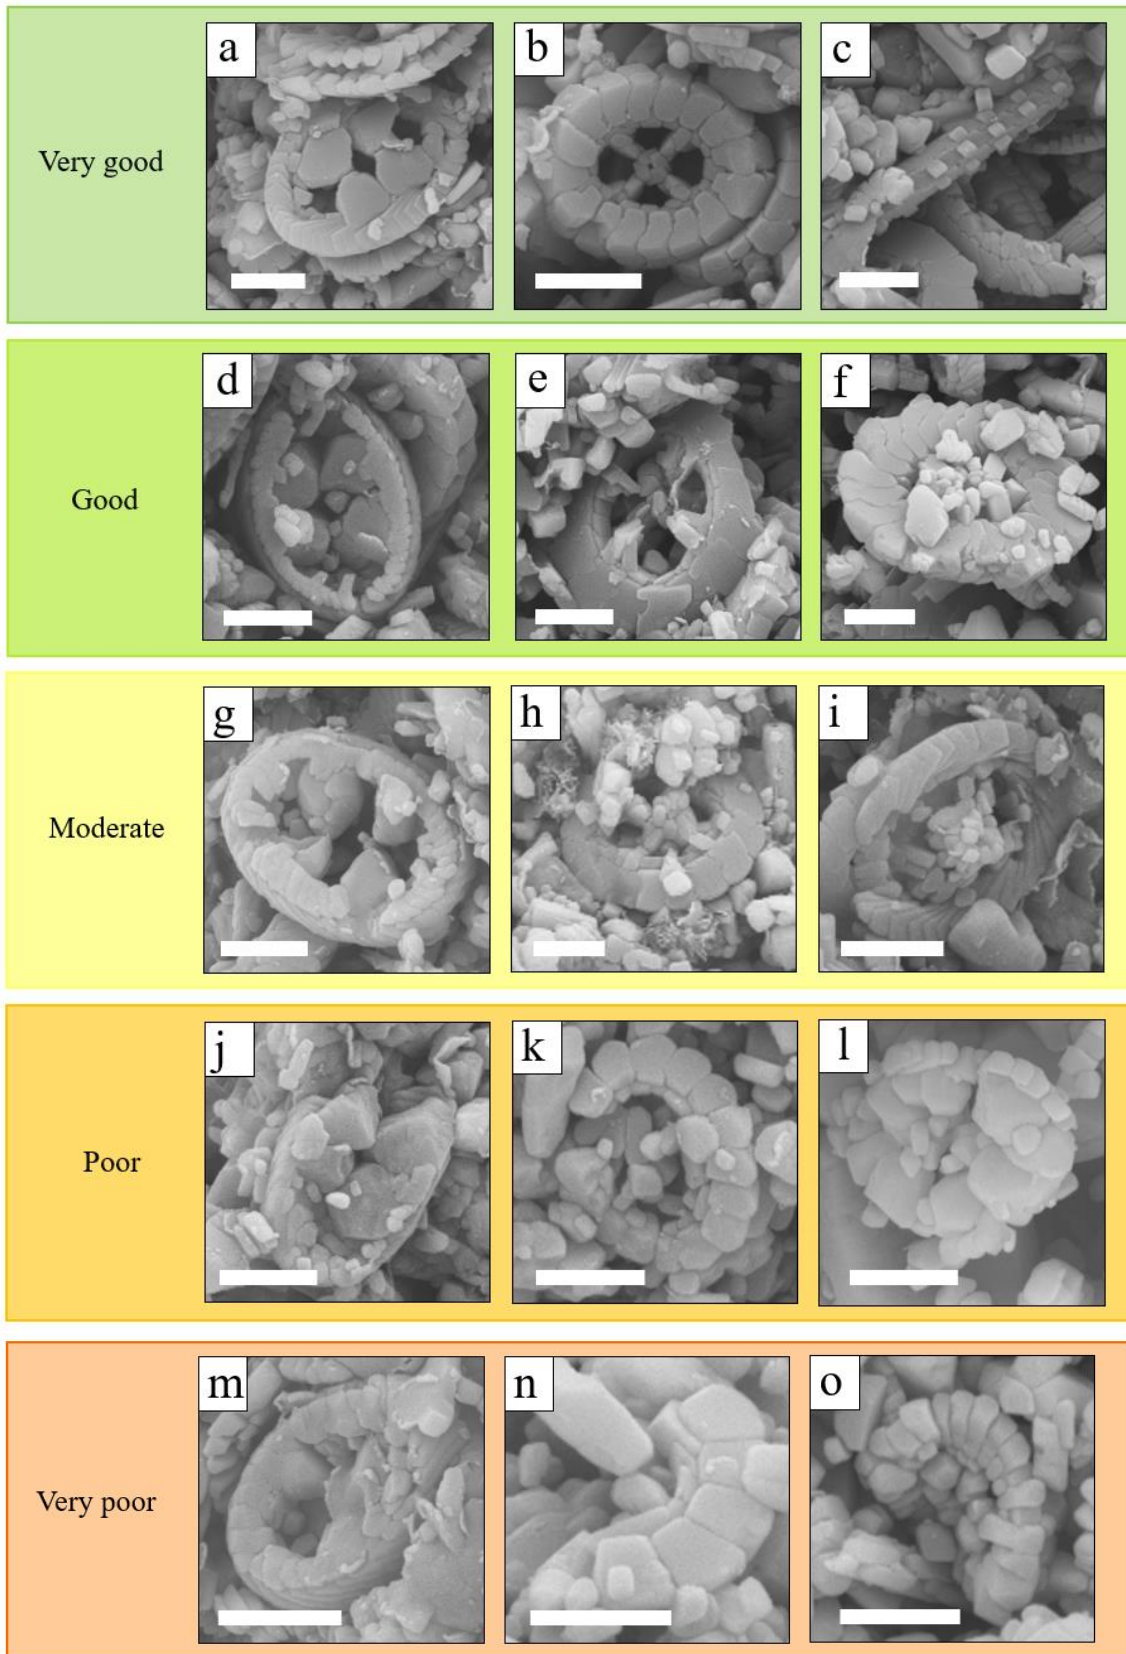 a b c
Very good
d e f
Good
g h i
Moderate
j k l
Poor
m n o
Very poor